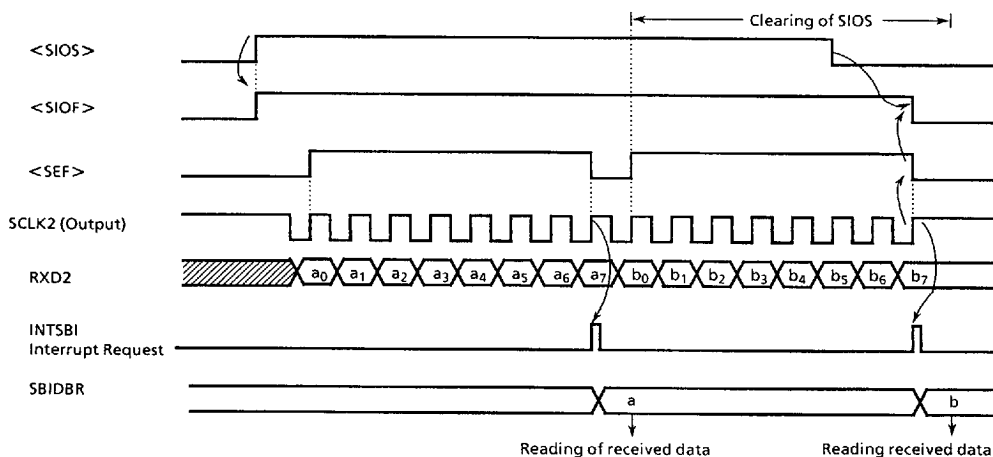 Clearing of SIOS
<SIOS>
<SIOF>
<SEF>
SCLK2 (Output)
RXD2
a0 a1 a2 a3 a4 a5 a6 a7 b0 b1 b2 b3 b4 b5 b6 b7
INTSBI
Interrupt Request
SBIDBR
a b
Reading of received data
Reading received data